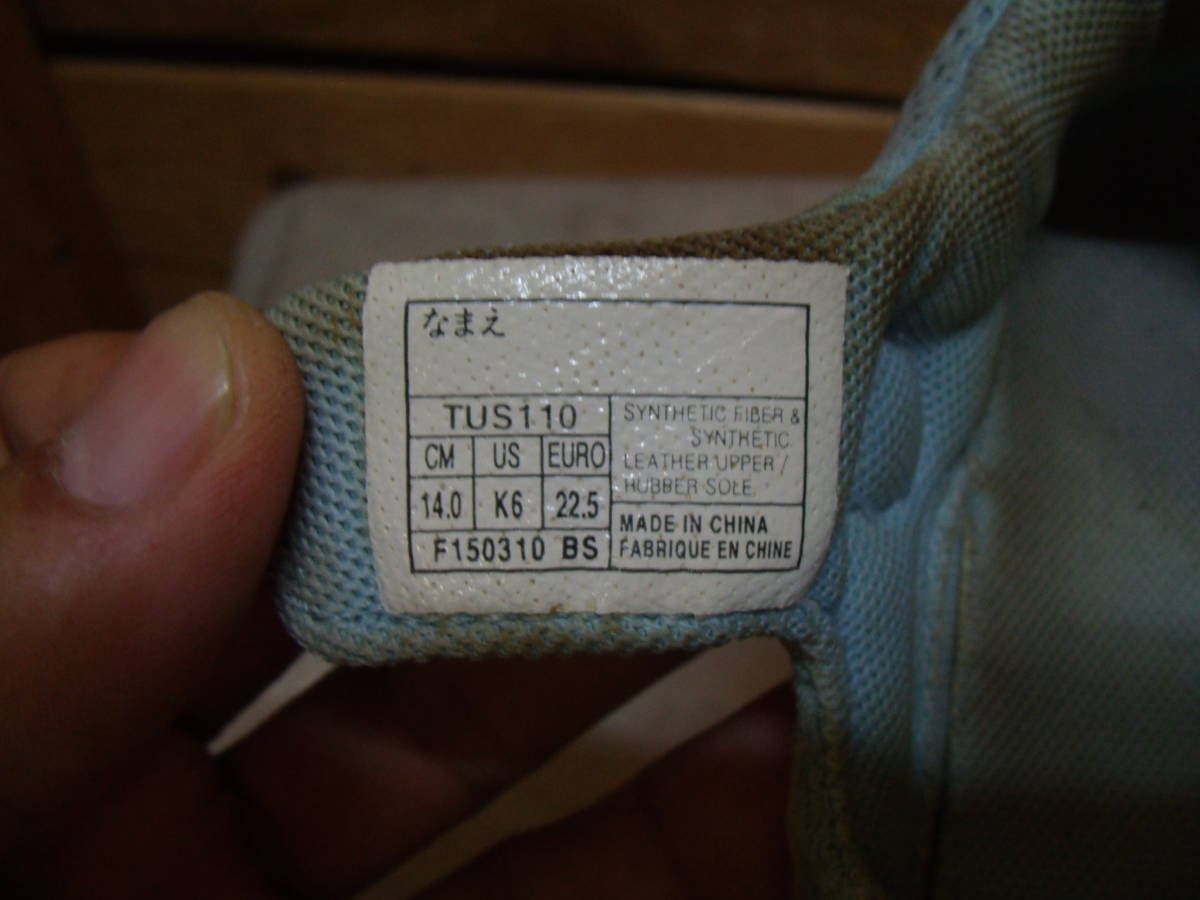 なまえ
TUS110
CM US EURO
14.0 K6 22.5
F150310 BS
SYNTHETIC FIBER &
SYNTHETIC
LEATHER UPPER /
RUBBER SOLE
MADE IN CHINA
FABRIQUE EN CHINE